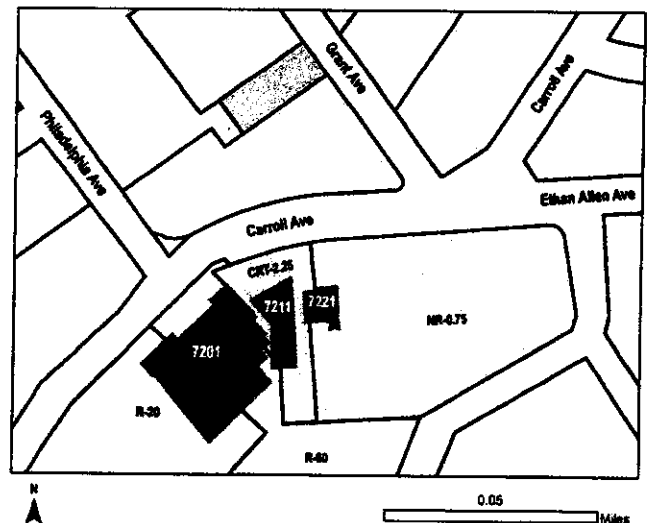 Grant Ave
Carroll Ave
Philadelphia Ave
Ethan Allen Ave
Carroll Ave
CRT-2.25
7211
7221
NR-0.75
7201
R-20
R-60
N
0.05
Miles